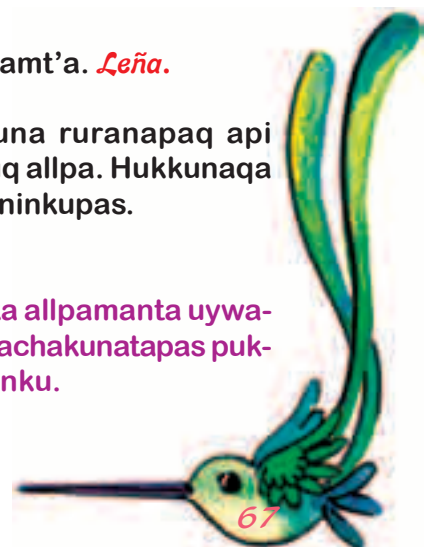 amt’a. Leña.
una ruranapaq api
q allpa. Hukkunaqa
ninkupas.
a allpamanta uywa-
achakunatapas puk-
nku.
67